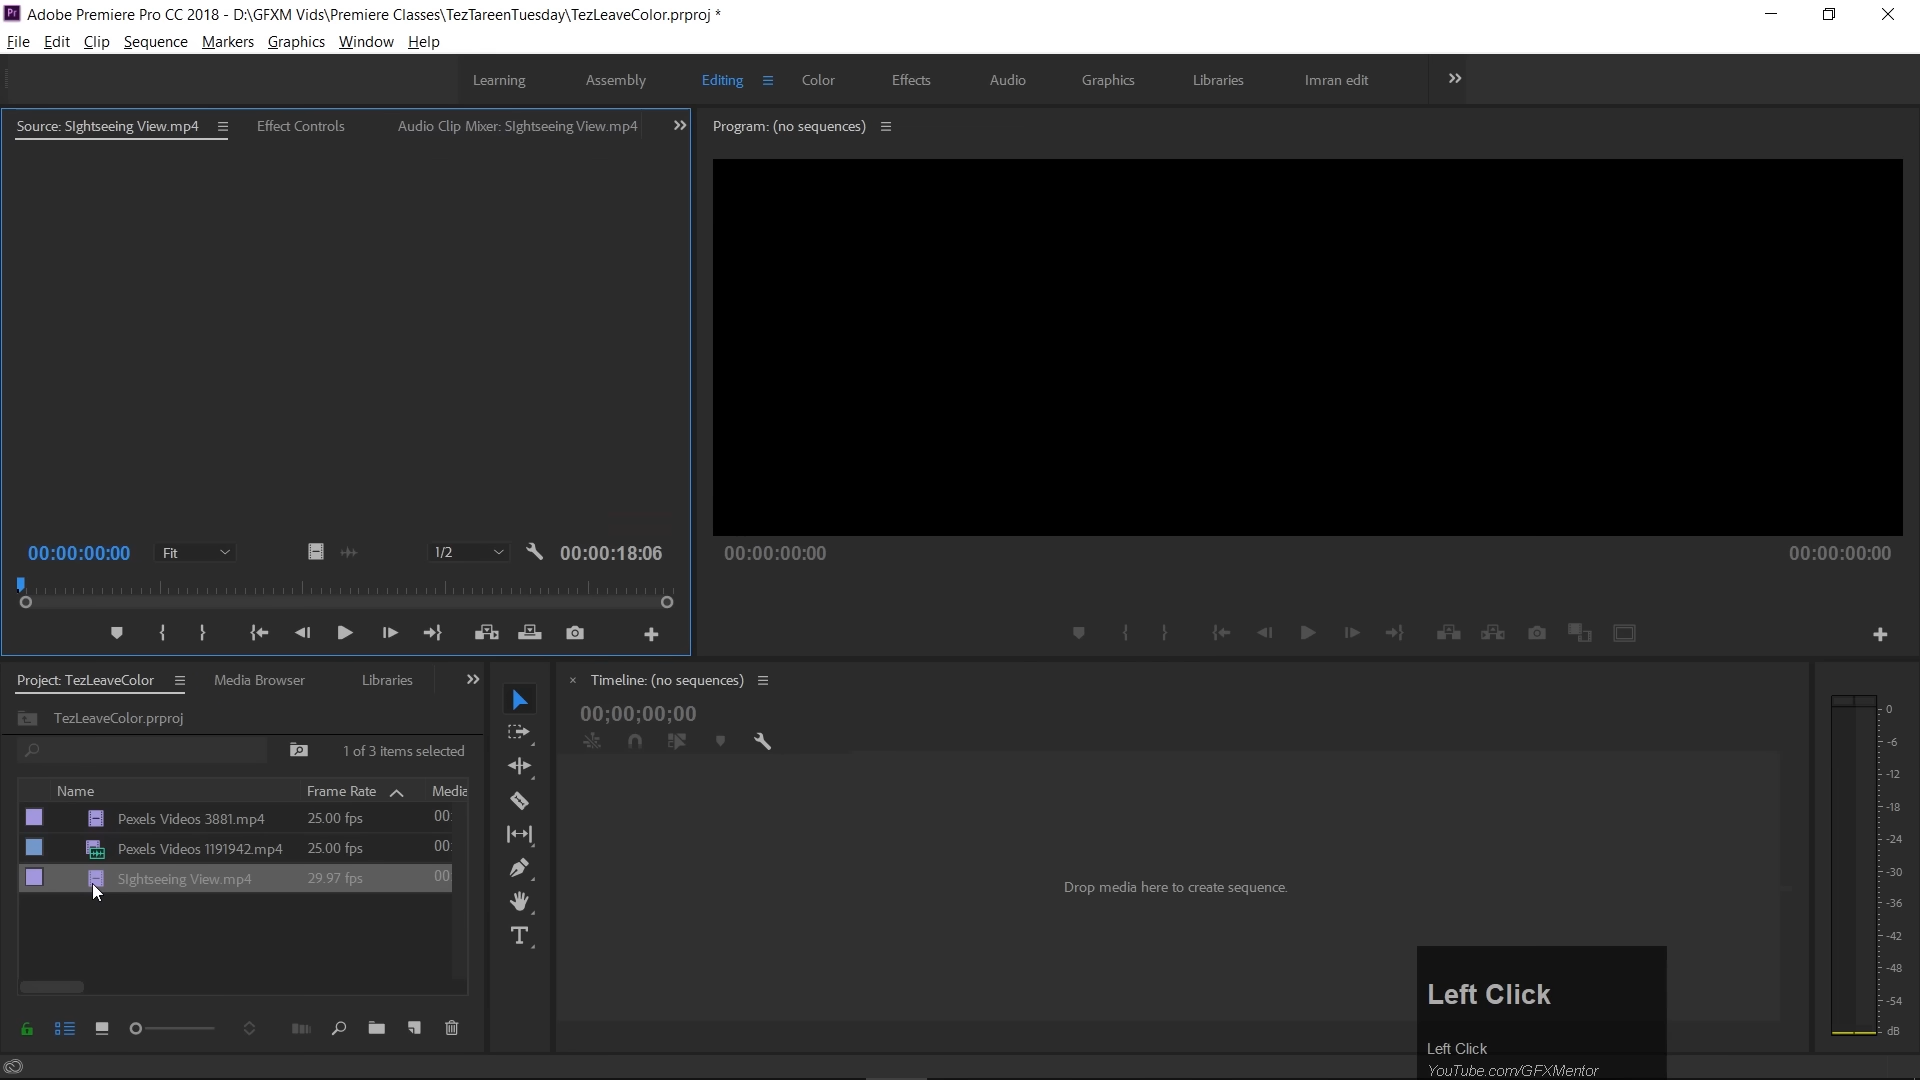 Pr Adobe Premiere Pro CC 2018 - D:\GFXM Vids\Premiere Classes\TezTareenTuesday\TezLeaveColor.prproj *
File Edit Clip Sequence Markers Graphics Window Help
Learning Assembly Editing Color Effects Audio Graphics Libraries Imran edit
Source: SIghtseeing View.mp4 Effect Controls Audio Clip Mixer: SIghtseeing View.mp4
Program: (no sequences)
00:00:00:00 Fit 1/2 00:00:18:06
00:00:00:00 00:00:00:00
Project: TezLeaveColor Media Browser Libraries
TezLeaveColor.prproj
1 of 3 items selected
Name Frame Rate Media
Pexels Videos 3881.mp4 25.00 fps 00:
Pexels Videos 1191942.mp4 25.00 fps 00:
SIghtseeing View.mp4 29.97 fps 00:
× Timeline: (no sequences)
00;00;00;00
Drop media here to create sequence.
0
-6
-12
-18
-24
-30
-36
-42
-48
-54
dB
Left Click
Left Click
YouTube.com/GFXMentor